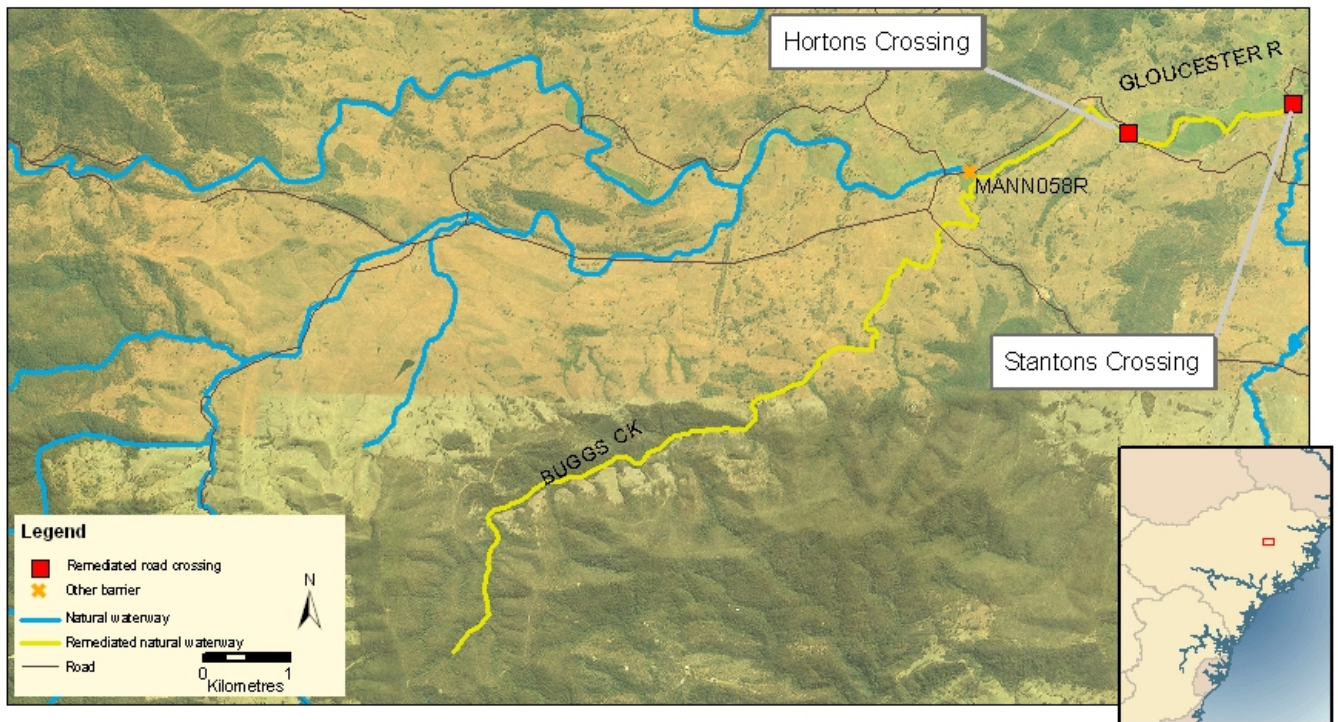 Hortons Crossing
GLOUCESTER R
MANN058R
Stantons Crossing
BUGGS CK
Legend
Remediated road crossing
Other barrier
Natural waterway
Remediated natural waterway
Road
N
0 1
Kilometres